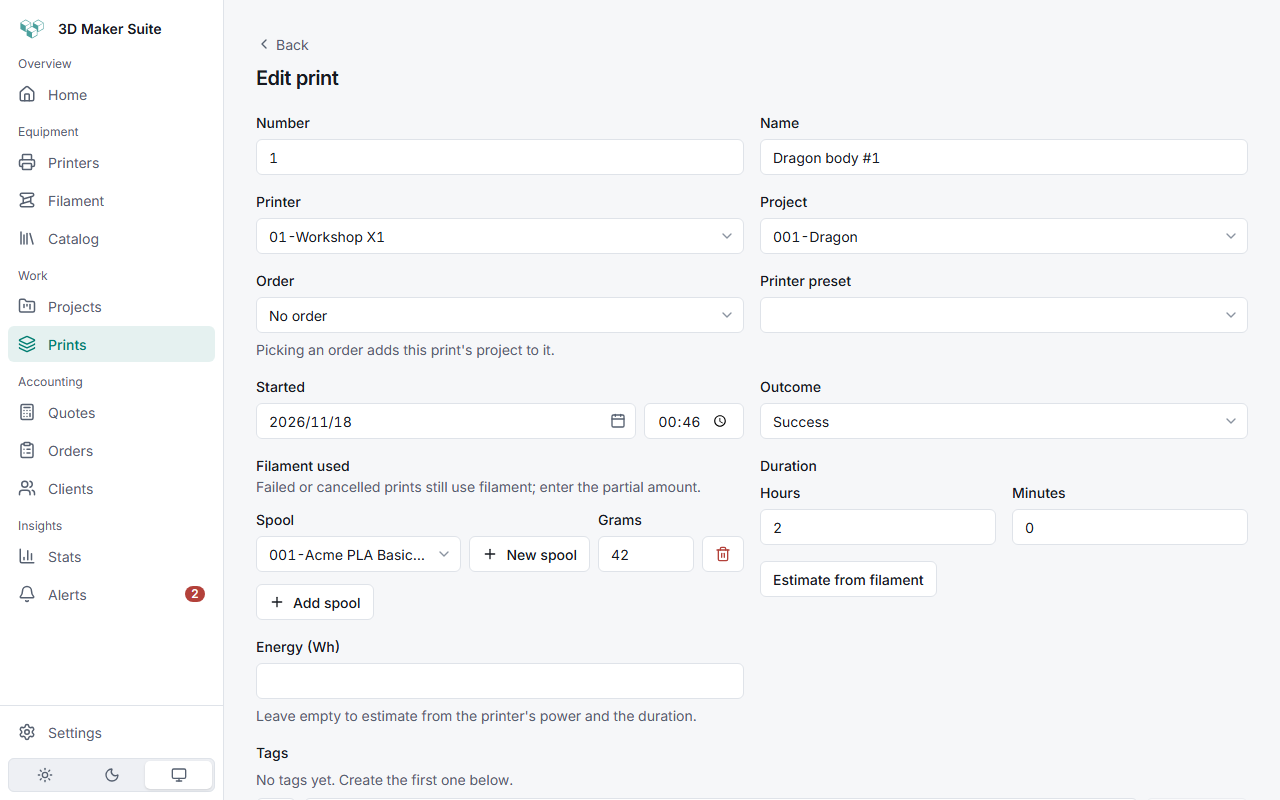 3D Maker Suite
Overview
Home
Equipment
Printers
Filament
Catalog
Work
Projects
Prints
Accounting
Quotes
Orders
Clients
Insights
Stats
Alerts 2
Settings
Back
Edit print
Number
1
Name
Dragon body #1
Printer
01-Workshop X1
Project
001-Dragon
Order
No order
Picking an order adds this print's project to it.
Printer preset
Started
2026/11/18 00:46
Outcome
Success
Filament used
Failed or cancelled prints still use filament; enter the partial amount.
Spool Grams
001-Acme PLA Basic... New spool 42
Add spool
Duration
Hours Minutes
2 0
Estimate from filament
Energy (Wh)
Leave empty to estimate from the printer's power and the duration.
Tags
No tags yet. Create the first one below.